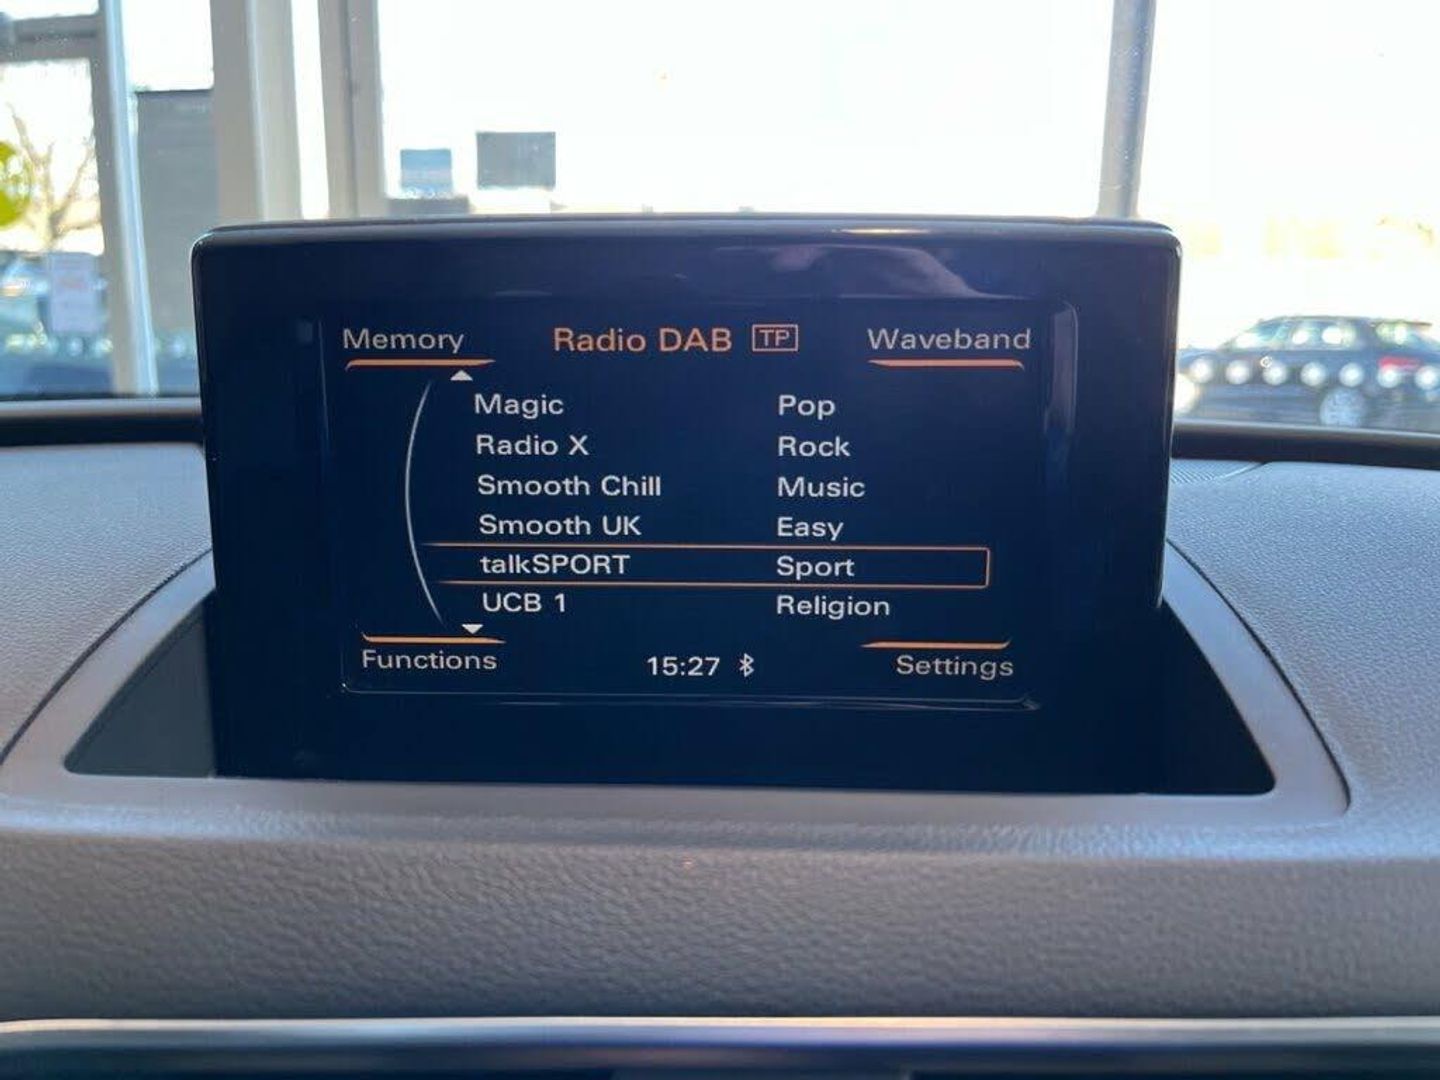 Memory Radio DAB TP Waveband
Magic Pop
Radio X Rock
Smooth Chill Music
Smooth UK Easy
talkSPORT Sport
UCB 1 Religion
Functions 15:27 Settings